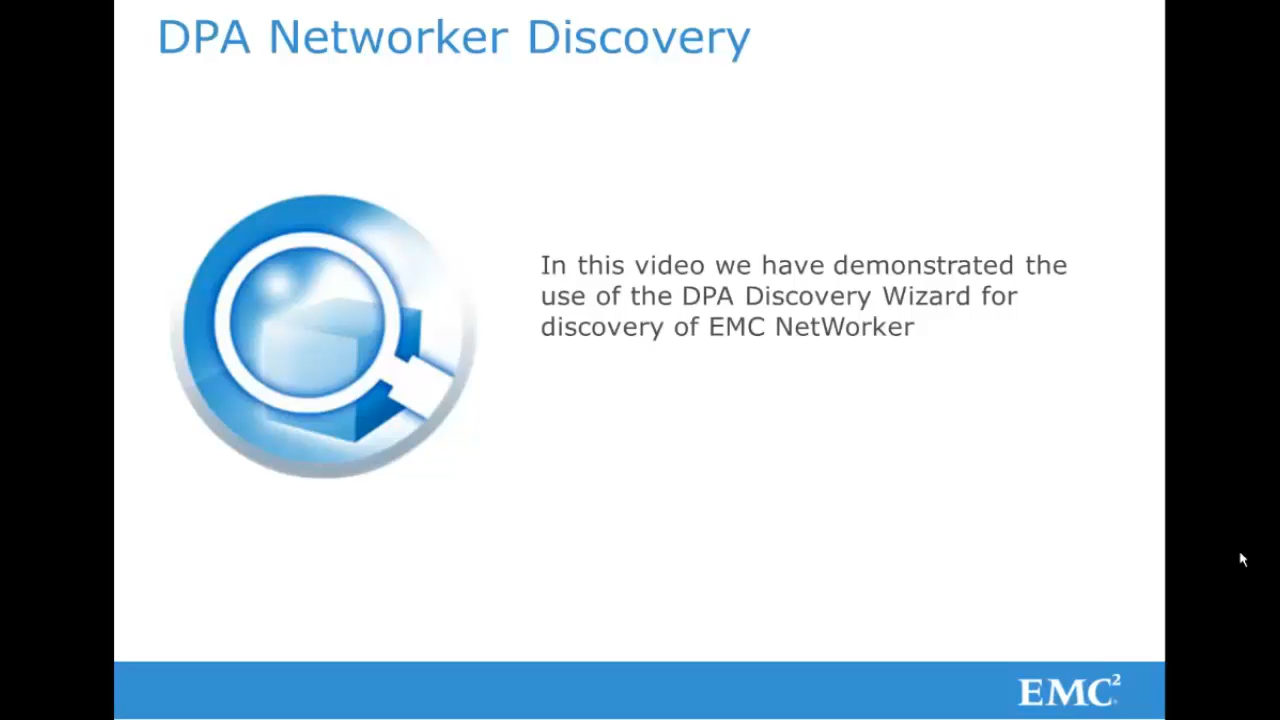 DPA Networker Discovery
In this video we have demonstrated the
use of the DPA Discovery Wizard for
discovery of EMC NetWorker
EMC²